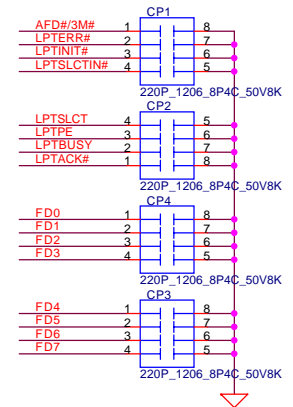 CP1
AFD#/3M# 1 8
LPTERR# 2 7
LPTINIT# 3 6
LPTSLCTIN# 4 5
220P_1206_8P4C_50V8K
CP2
LPTSLCT 4 5
LPTPE 3 6
LPTBUSY 2 7
LPTACK# 1 8
220P_1206_8P4C_50V8K
CP4
FD0 1 8
FD1 2 7
FD2 3 6
FD3 4 5
220P_1206_8P4C_50V8K
CP3
FD4 1 8
FD5 2 7
FD6 3 6
FD7 4 5
220P_1206_8P4C_50V8K